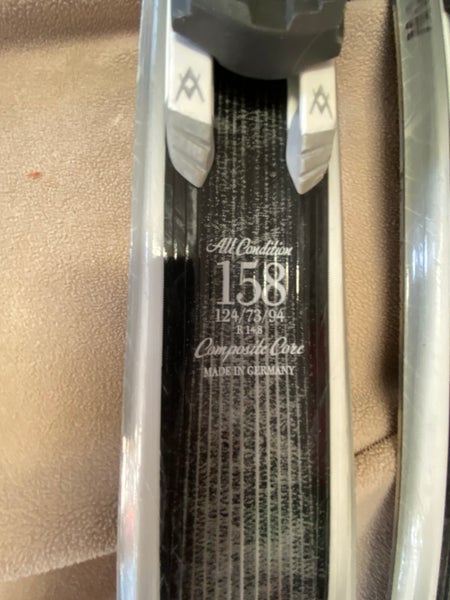 All Condition
158
124/73/94
R 14.8
Composite Core
MADE IN GERMANY